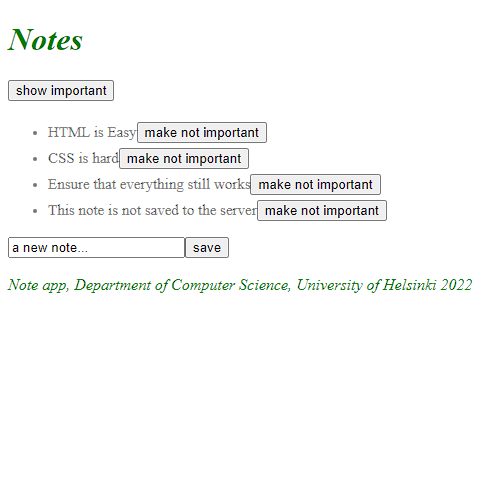 Notes
show important
HTML is Easy make not important
CSS is hard make not important
Ensure that everything still works make not important
This note is not saved to the server make not important
a new note... save
Note app, Department of Computer Science, University of Helsinki 2022